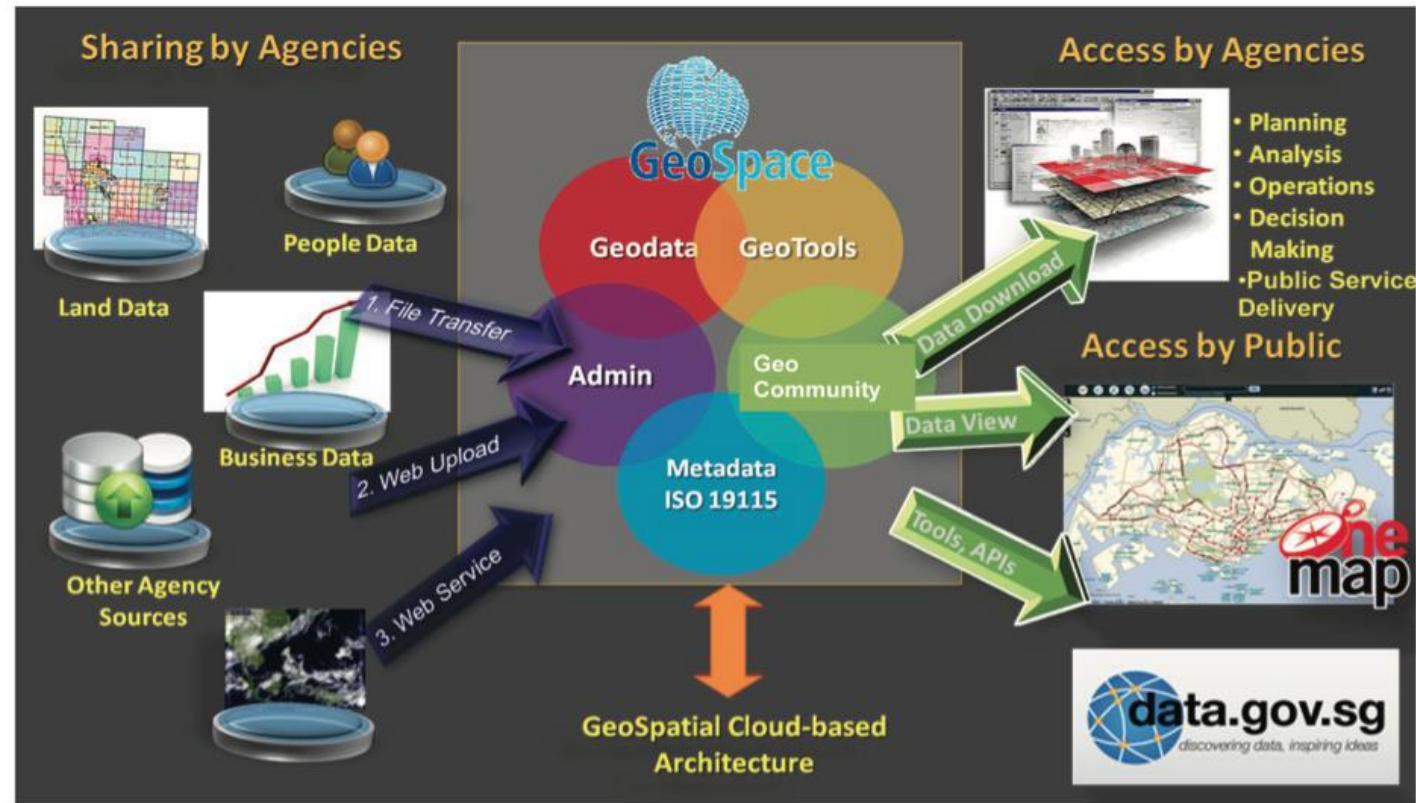 Sharing by Agencies
Land Data
People Data
Business Data
Other Agency
Sources
1. File Transfer
2. Web Upload
3. Web Service
GeoSpace
Geodata
GeoTools
Admin
Geo
Community
Metadata
ISO 19115
GeoSpatial Cloud-based
Architecture
Data Download
Data View
Tools, APIs
Access by Agencies
• Planning
• Analysis
• Operations
• Decision
Making
•Public Service
Delivery
Access by Public
One
map
data.gov.sg
discovering data, inspiring ideas